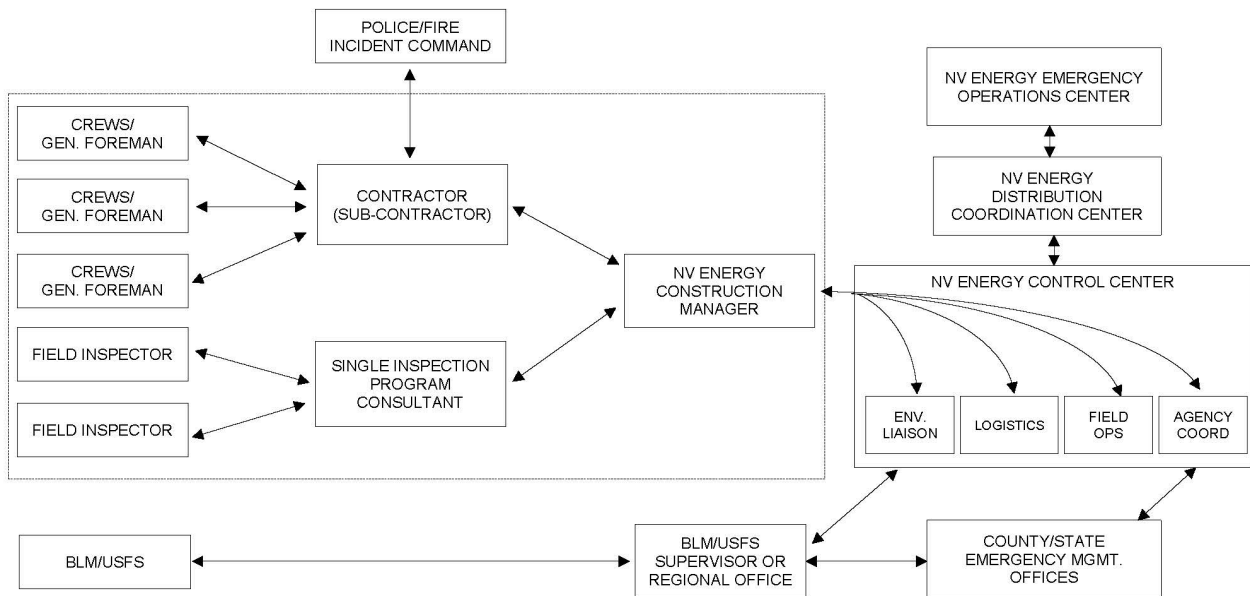 POLICE/FIRE
INCIDENT COMMAND
NV ENERGY EMERGENCY
OPERATIONS CENTER
CREWS/
GEN. FOREMAN
CREWS/
GEN. FOREMAN
CREWS/
GEN. FOREMAN
CONTRACTOR
(SUB-CONTRACTOR)
NV ENERGY
DISTRIBUTION
COORDINATION CENTER
NV ENERGY
CONSTRUCTION
MANAGER
NV ENERGY CONTROL CENTER
FIELD INSPECTOR
FIELD INSPECTOR
SINGLE INSPECTION
PROGRAM
CONSULTANT
ENV.
LIAISON
LOGISTICS
FIELD
OPS
AGENCY
COORD
BLM/USFS
BLM/USFS
SUPERVISOR OR
REGIONAL OFFICE
COUNTY/STATE
EMERGENCY MGMT.
OFFICES